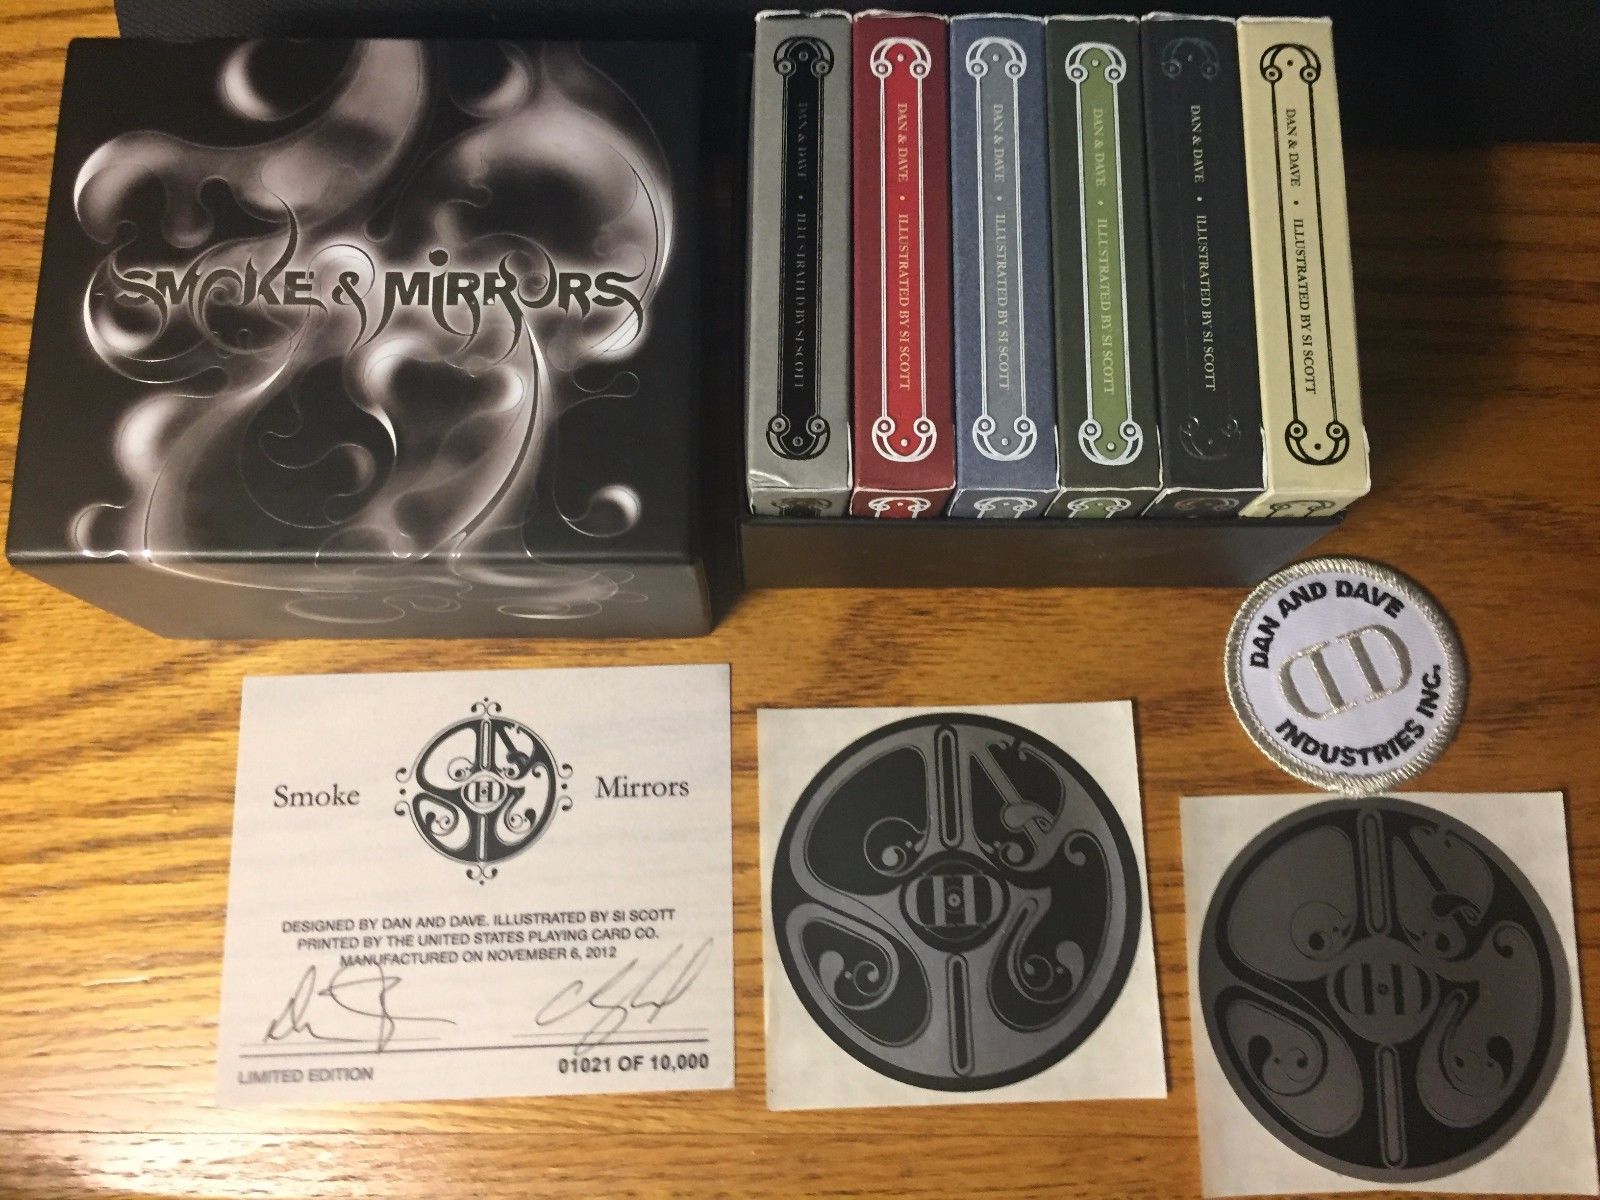 SMOKE & MIRRORS
DAN & DAVE • ILLUSTRATED BY SI SCOTT
DAN & DAVE • ILLUSTRATED BY SI SCOTT
DAN & DAVE • ILLUSTRATED BY SI SCOTT
DAN & DAVE • ILLUSTRATED BY SI SCOTT
DAN & DAVE • ILLUSTRATED BY SI SCOTT
DAN & DAVE • ILLUSTRATED BY SI SCOTT
DAN AND DAVE
DD
INDUSTRIES INC.
Smoke
Mirrors
DESIGNED BY DAN AND DAVE. ILLUSTRATED BY SI SCOTT
PRINTED BY THE UNITED STATES PLAYING CARD CO.
MANUFACTURED ON NOVEMBER 6, 2012
LIMITED EDITION
01021 OF 10,000